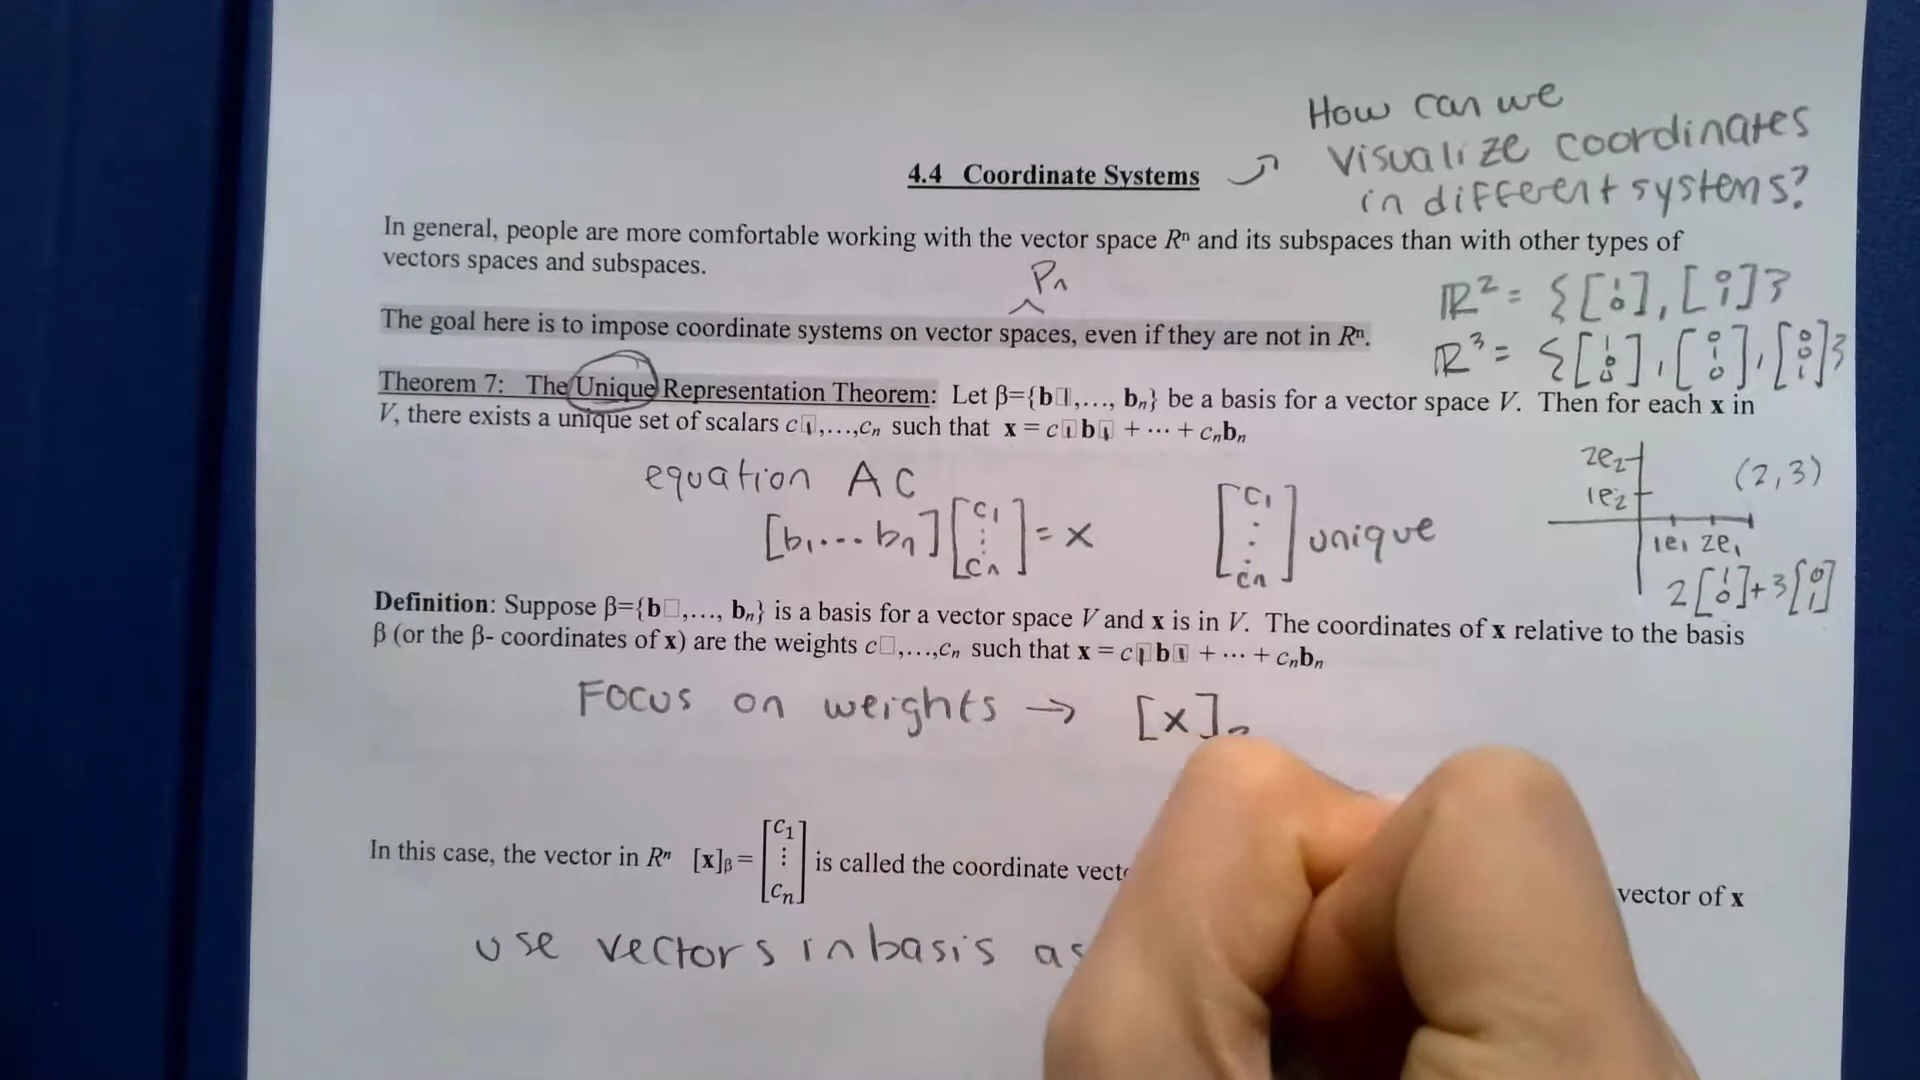 How can we
visualize coordinates
in different systems?
4.4 Coordinate Systems
In general, people are more comfortable working with the vector space Rⁿ and its subspaces than with other types of
vectors spaces and subspaces.
Pn
ℝ² = {[1 0], [0 1]}
The goal here is to impose coordinate systems on vector spaces, even if they are not in Rⁿ.
ℝ³ = {[1 0 0], [0 1 0], [0 0 1]}
Theorem 7: The Unique Representation Theorem: Let β={b₁,…, bₙ} be a basis for a vector space V. Then for each x in
V, there exists a unique set of scalars c₁,…,cₙ such that x = c₁b₁ + ⋯ + cₙbₙ
equation AC
[b₁ ... bₙ] [c₁ ⋮ cₙ] = x
[c₁ ⋮ cₙ] unique
2e₂
1e₂
(2,3)
1e₁ 2e₁
2[1 0]+3[0 1]
Definition: Suppose β={b□,…, bₙ} is a basis for a vector space V and x is in V. The coordinates of x relative to the basis
β (or the β- coordinates of x) are the weights c□,…,cₙ such that x = c₁b₁ + ⋯ + cₙbₙ
Focus on weights → [x]
In this case, the vector in Rⁿ [x]β = [c₁ ⋮ cₙ] is called the coordinate vector of x
use vectors in basis as